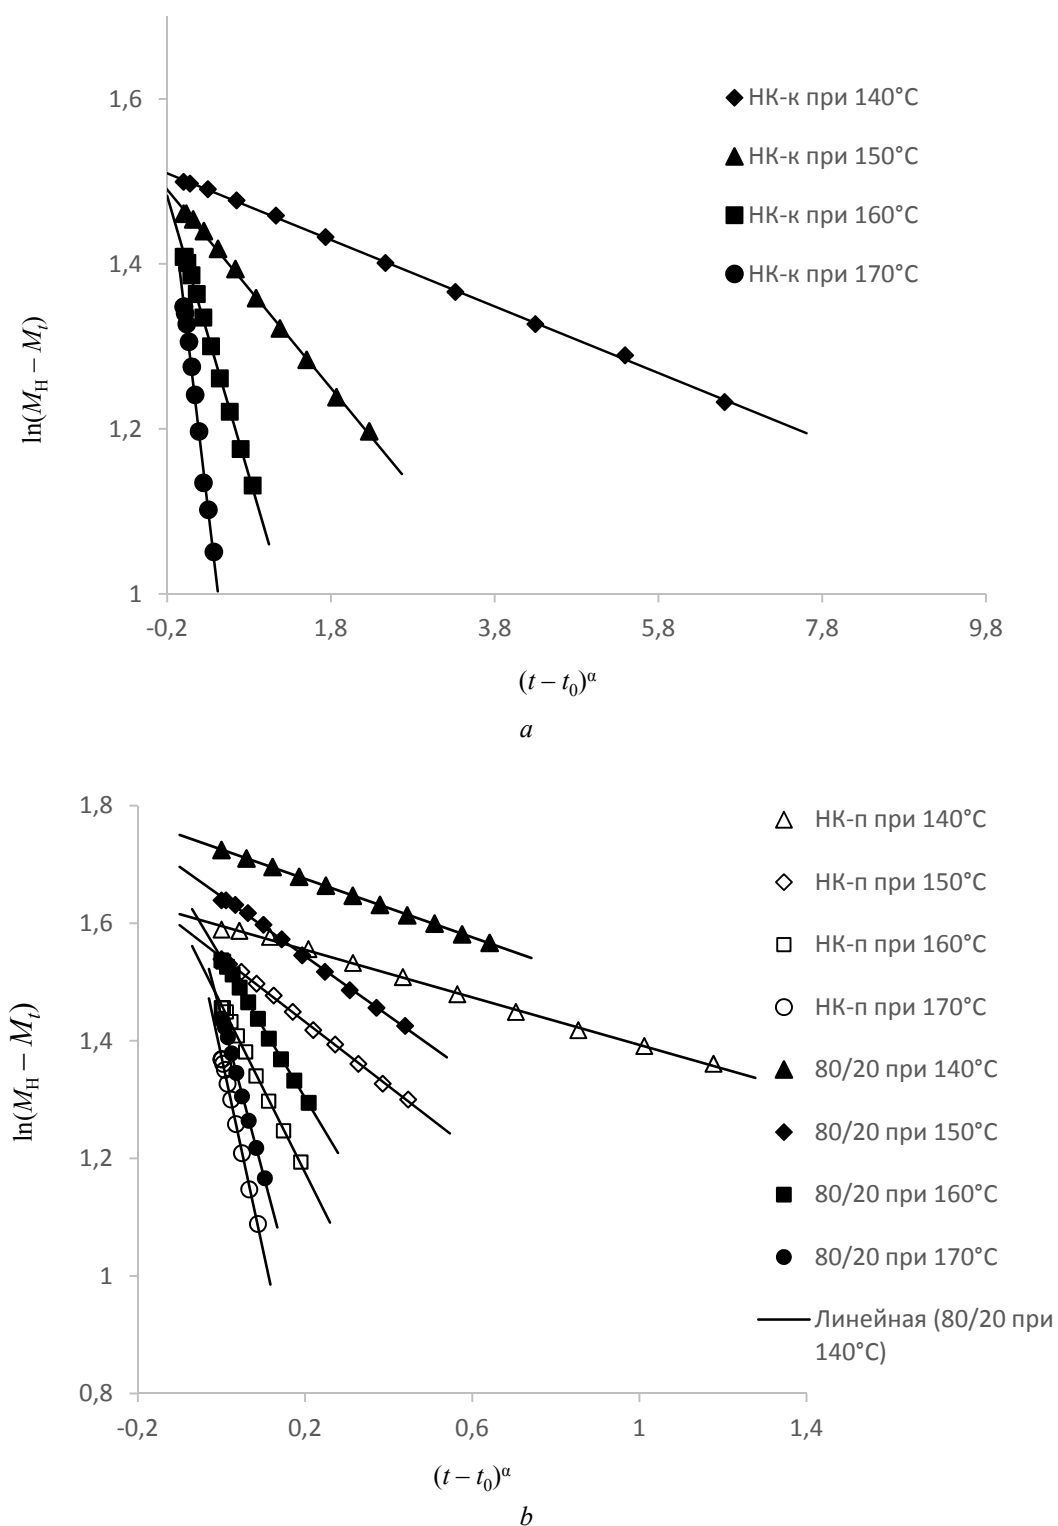 1,6
1,4
1,2
1
-0,2 1,8 3,8 5,8 7,8 9,8
ln(Mн – Mt)
НК-к при 140°C
НК-к при 150°C
НК-к при 160°C
НК-к при 170°C
(t – t₀)ᵅ
a
1,8
1,6
1,4
1,2
1
0,8
-0,2 0,2 0,6 1 1,4
ln(Mн – Mt)
НК-п при 140°C
НК-п при 150°C
НК-п при 160°C
НК-п при 170°C
80/20 при 140°C
80/20 при 150°C
80/20 при 160°C
80/20 при 170°C
Линейная (80/20 при
140°C)
(t – t₀)ᵅ
b